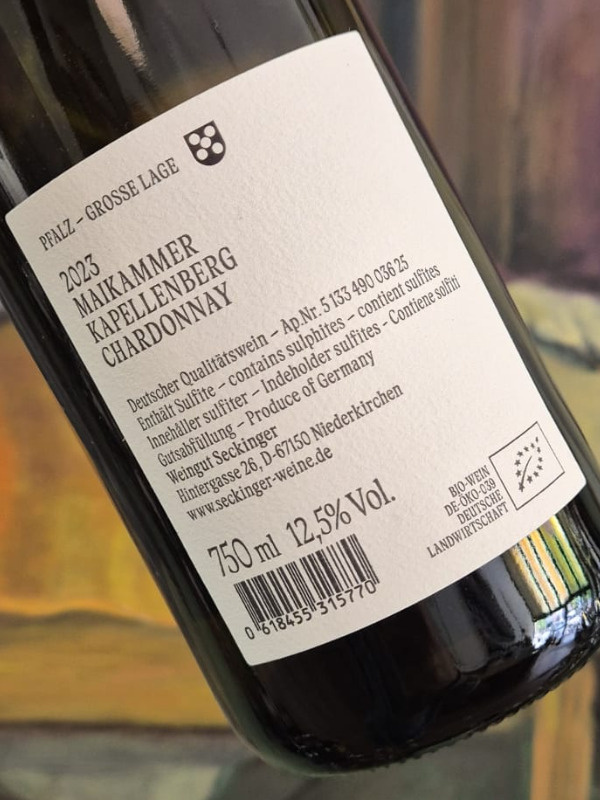 PFALZ – GROSSE LAGE
2023
MAIKAMMER
KAPELLENBERG
CHARDONNAY
Deutscher Qualitätswein – Ap.Nr. 5 133 490 036 25
Enthält Sulfite – contains sulphites – contient sulfites
Innehåller sulfiter – Indeholder sulfites – Contiene solfiti
Gutsabfüllung – Produce of Germany
Weingut Seckinger
Hintergasse 26, D-67150 Niederkirchen
www.seckinger-weine.de
750 ml 12,5% Vol.
0 618455 315770
BIO-WEIN
DE-ÖKO-039
DEUTSCHE
LANDWIRTSCHAFT